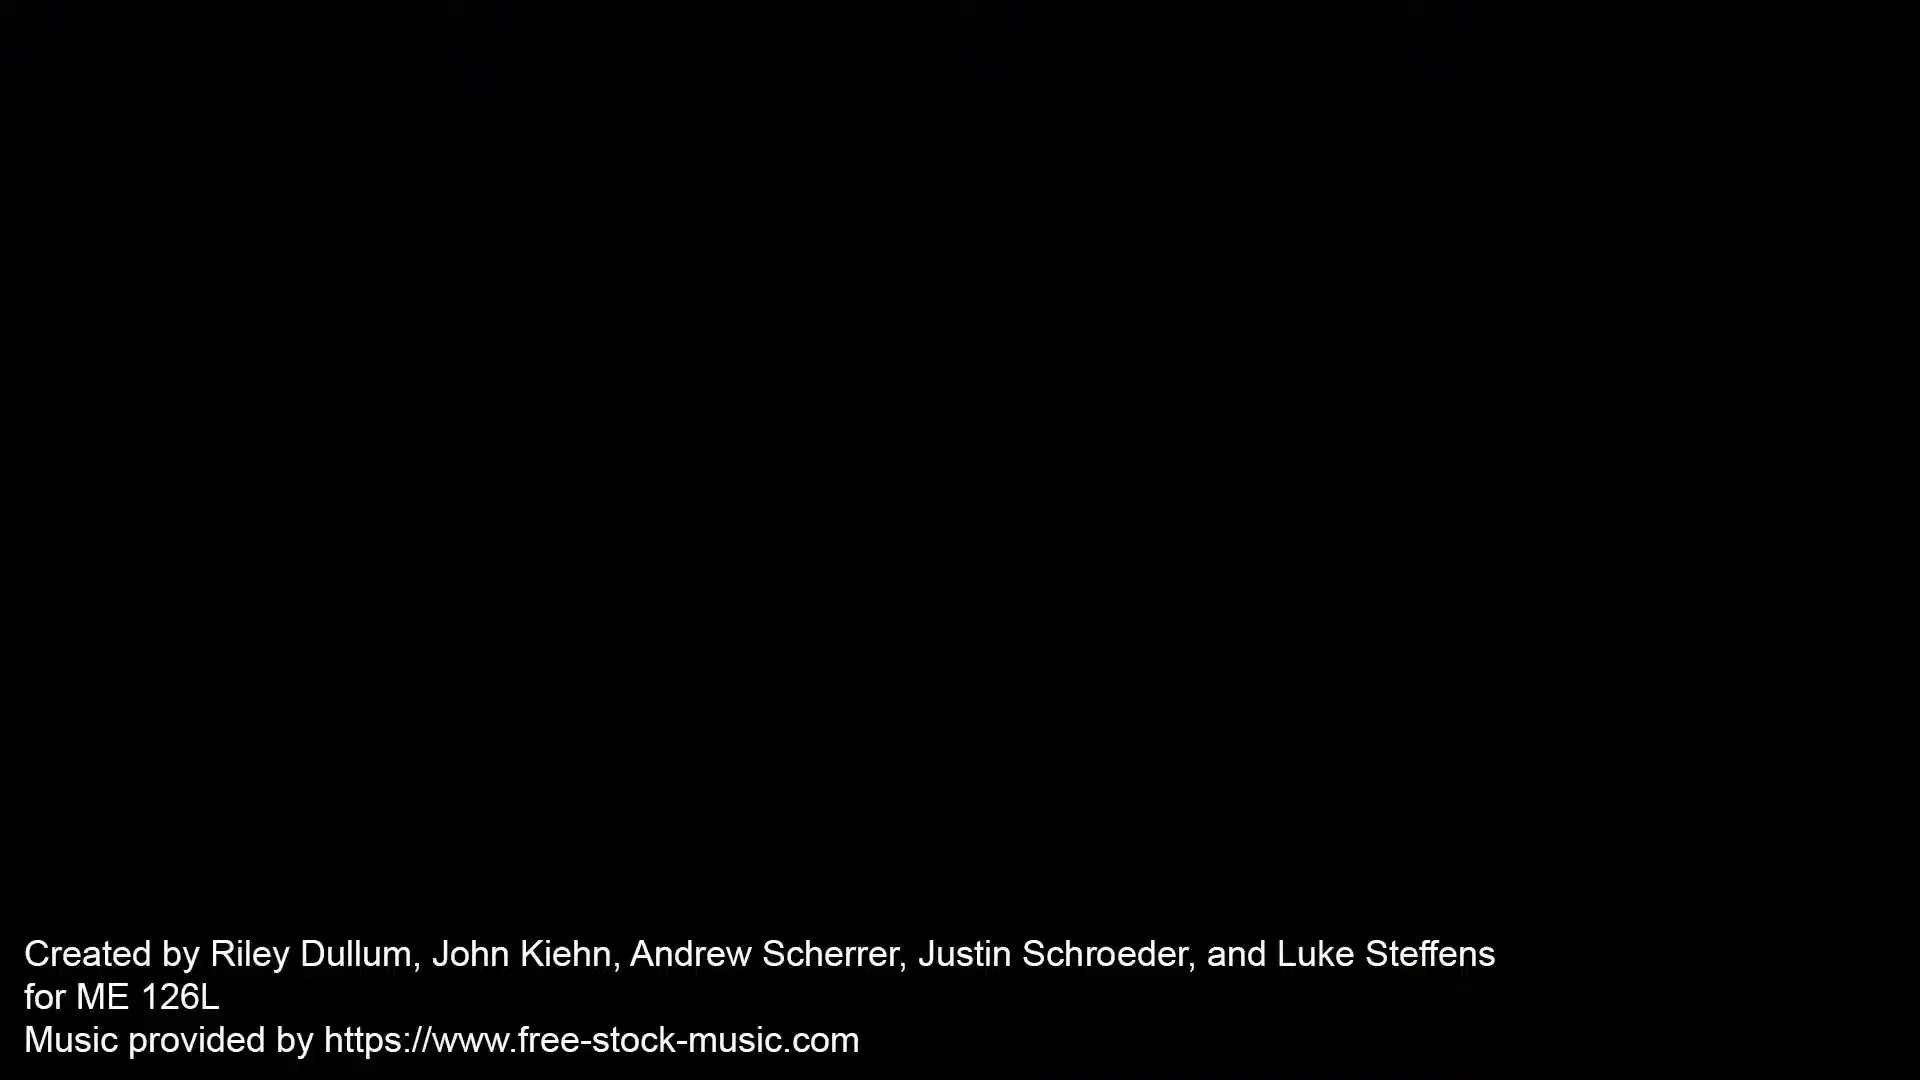 Created by Riley Dullum, John Kiehn, Andrew Scherrer, Justin Schroeder, and Luke Steffens
for ME 126L
Music provided by https://www.free-stock-music.com